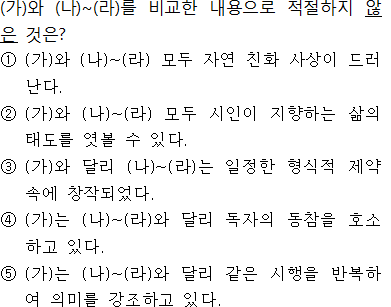 (가)와 (나)~(라)를 비교한 내용으로 적절하지 않
은 것은?
① (가)와 (나)~(라) 모두 자연 친화 사상이 드러
난다.
② (가)와 (나)~(라) 모두 시인이 지향하는 삶의
태도를 엿볼 수 있다.
③ (가)와 달리 (나)~(라)는 일정한 형식적 제약
속에 창작되었다.
④ (가)는 (나)~(라)와 달리 독자의 동참을 호소
하고 있다.
⑤ (가)는 (나)~(라)와 달리 같은 시행을 반복하
여 의미를 강조하고 있다.